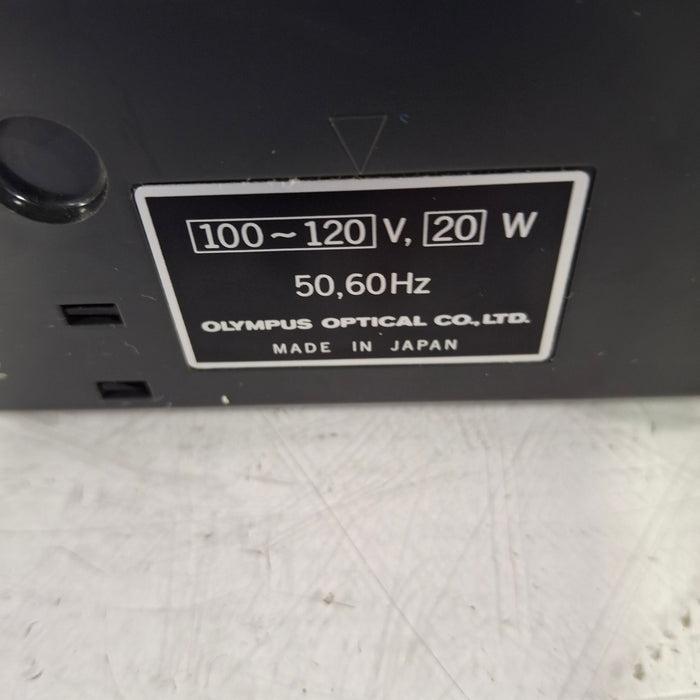 100~120 V, 20 W
50,60Hz
OLYMPUS OPTICAL CO.,LTD.
MADE IN JAPAN